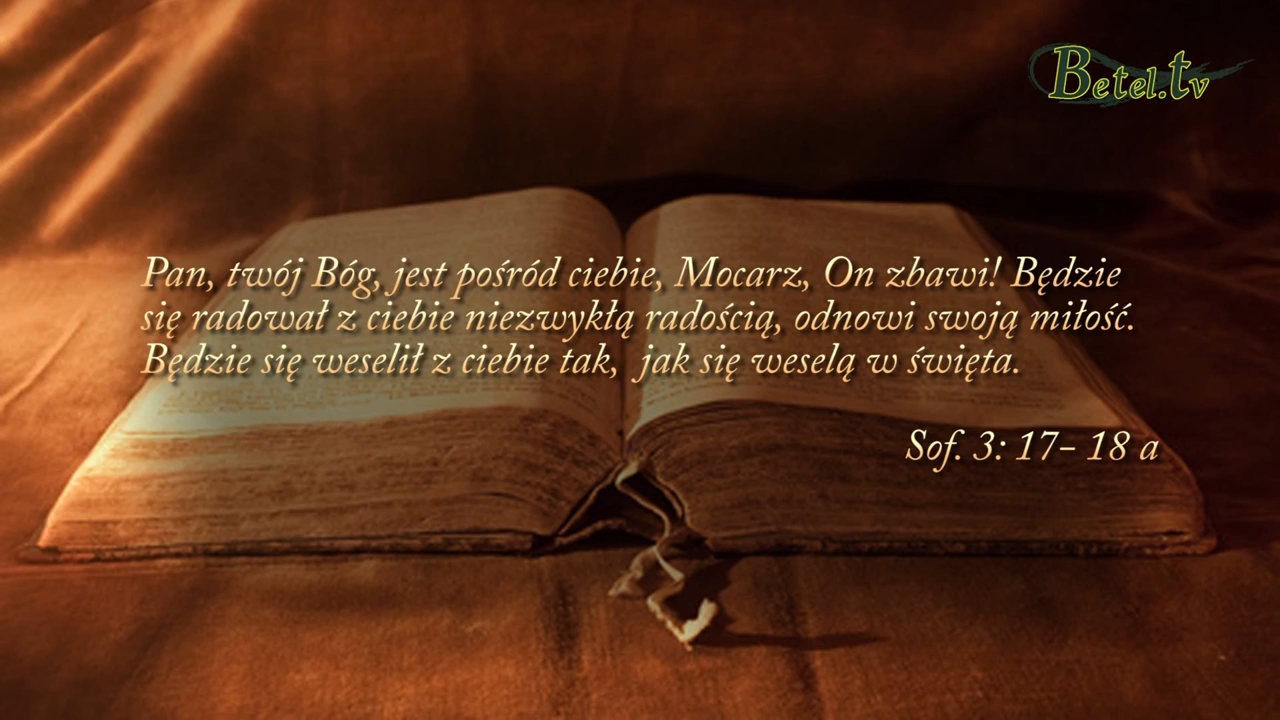 Betel.tv
Pan, twój Bóg, jest pośród ciebie, Mocarz, On zbawi! Będzie
się radował z ciebie niezwykłą radością, odnowi swoją miłość.
Będzie się weselił z ciebie tak, jak się weselą w święta.
Sof. 3: 17- 18 a